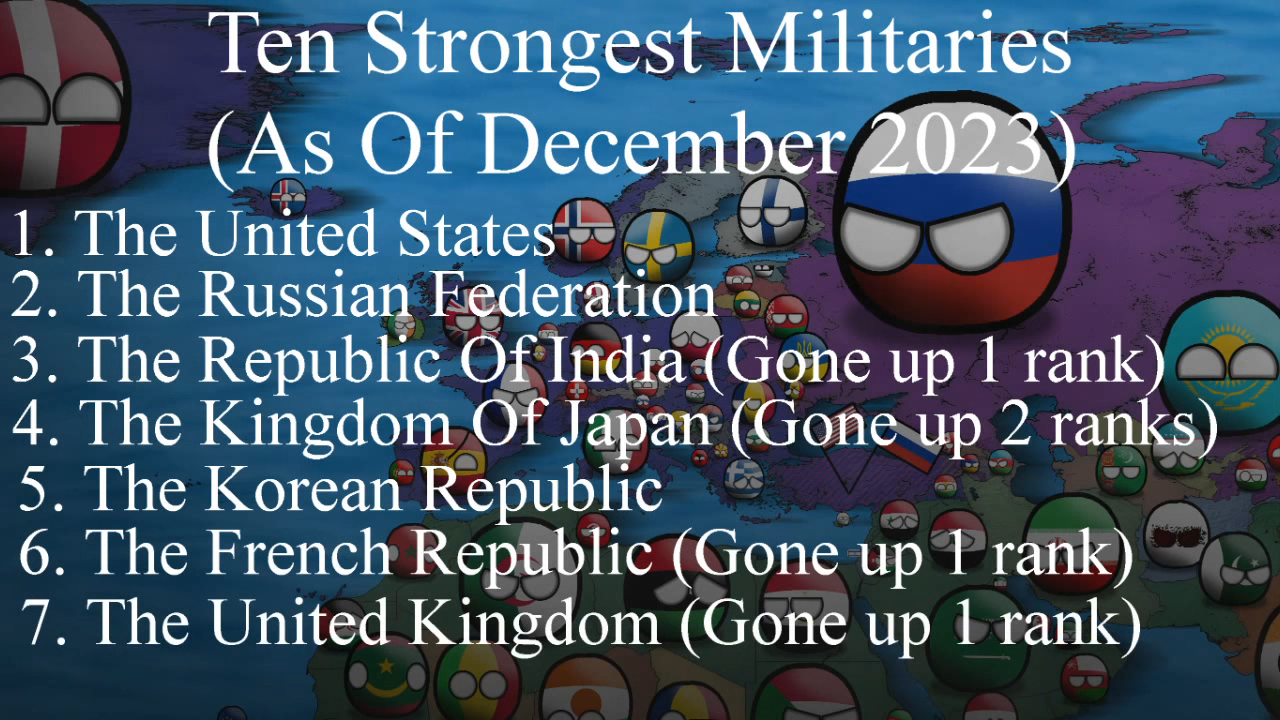 Ten Strongest Militaries
(As Of December 2023)
1. The United States
2. The Russian Federation
3. The Republic Of India (Gone up 1 rank)
4. The Kingdom Of Japan (Gone up 2 ranks)
5. The Korean Republic
6. The French Republic (Gone up 1 rank)
7. The United Kingdom (Gone up 1 rank)